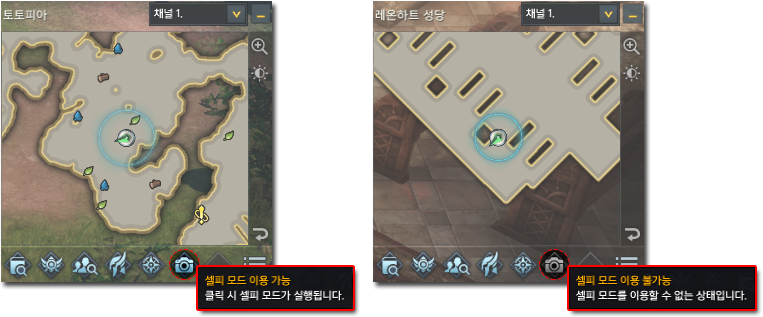 토토피아
채널 1.
셀피 모드 이용 가능
클릭 시 셀피 모드가 실행됩니다.
레온하트 성당
채널 1.
셀피 모드 이용 불가능
셀피 모드를 이용할 수 없는 상태입니다.